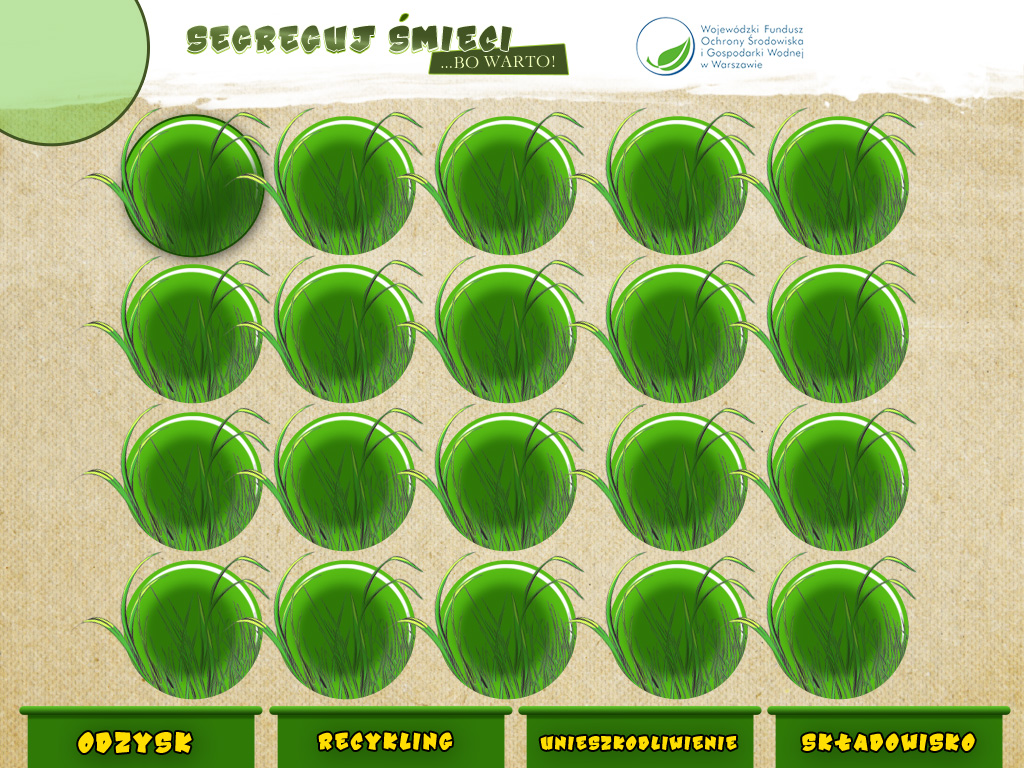 SEGREGUJ ŚMIECI
...BO WARTO!
Wojewódzki Fundusz
Ochrony Środowiska
i Gospodarki Wodnej
w Warszawie
ODZYSK
RECYKLING
UNIESZKODLIWIENIE
SKŁADOWISKO